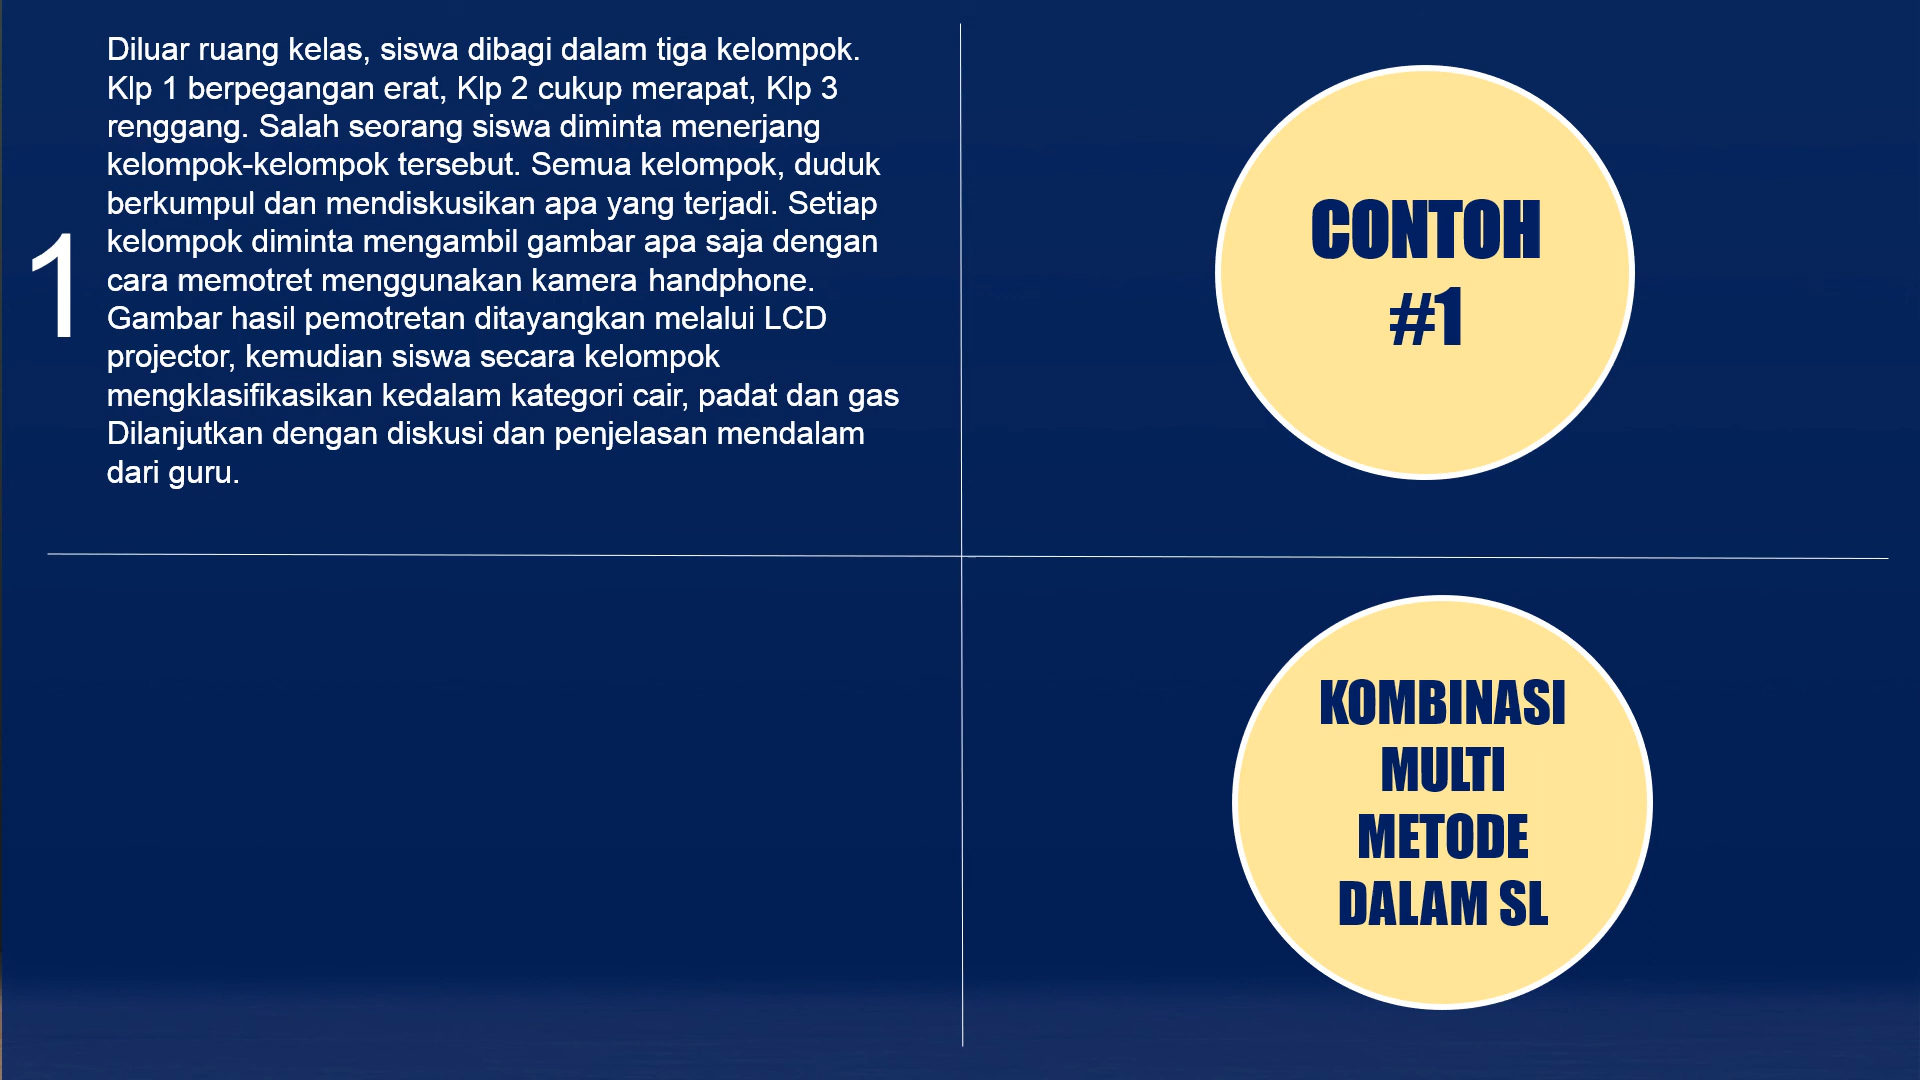 1
Diluar ruang kelas, siswa dibagi dalam tiga kelompok.
Klp 1 berpegangan erat, Klp 2 cukup merapat, Klp 3
renggang. Salah seorang siswa diminta menerjang
kelompok-kelompok tersebut. Semua kelompok, duduk
berkumpul dan mendiskusikan apa yang terjadi. Setiap
kelompok diminta mengambil gambar apa saja dengan
cara memotret menggunakan kamera handphone.
Gambar hasil pemotretan ditayangkan melalui LCD
projector, kemudian siswa secara kelompok
mengklasifikasikan kedalam kategori cair, padat dan gas
Dilanjutkan dengan diskusi dan penjelasan mendalam
dari guru.
CONTOH
#1
KOMBINASI
MULTI
METODE
DALAM SL